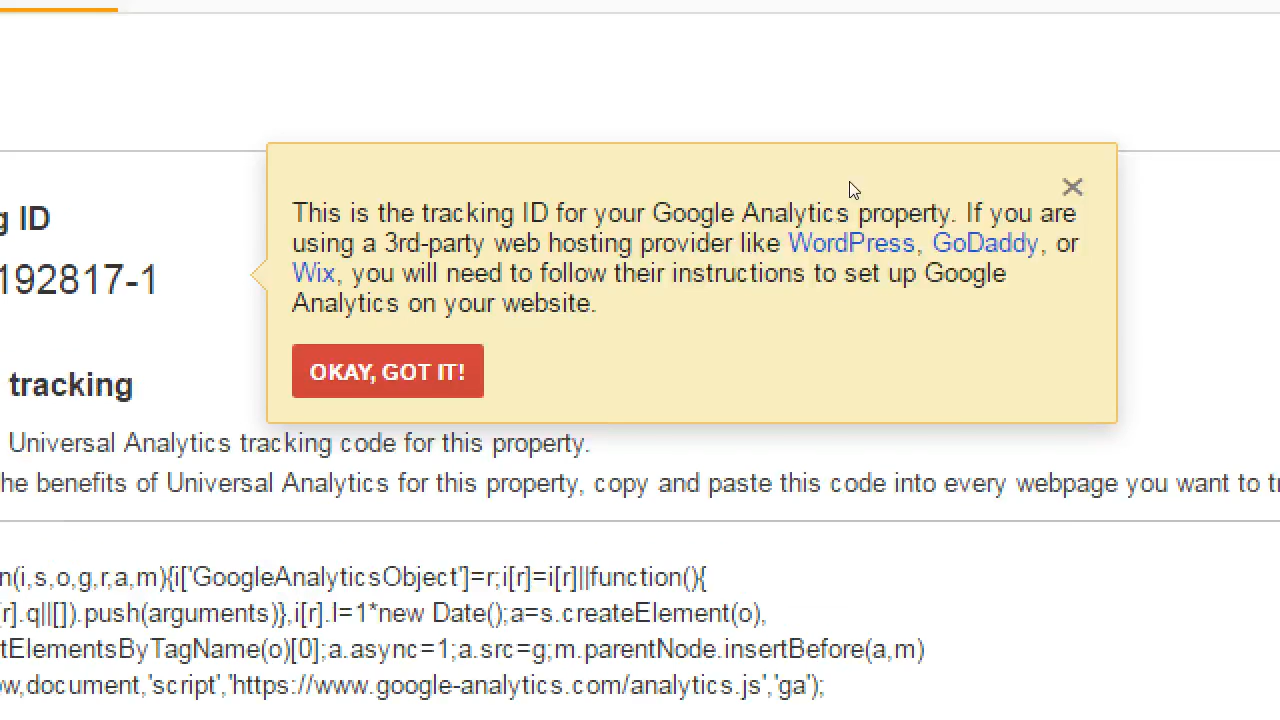 This is the tracking ID for your Google Analytics property. If you are
using a 3rd-party web hosting provider like WordPress, GoDaddy, or
Wix, you will need to follow their instructions to set up Google
Analytics on your website.
OKAY, GOT IT!
g ID
192817-1
tracking
Universal Analytics tracking code for this property.
he benefits of Universal Analytics for this property, copy and paste this code into every webpage you want to tr
n(i,s,o,g,r,a,m){i['GoogleAnalyticsObject']=r;i[r]=i[r]||function(){
[r].q||[]).push(arguments)},i[r].l=1*new Date();a=s.createElement(o),
tElementsByTagName(o)[0];a.async=1;a.src=g;m.parentNode.insertBefore(a,m)
ow,document,'script','https://www.google-analytics.com/analytics.js','ga');